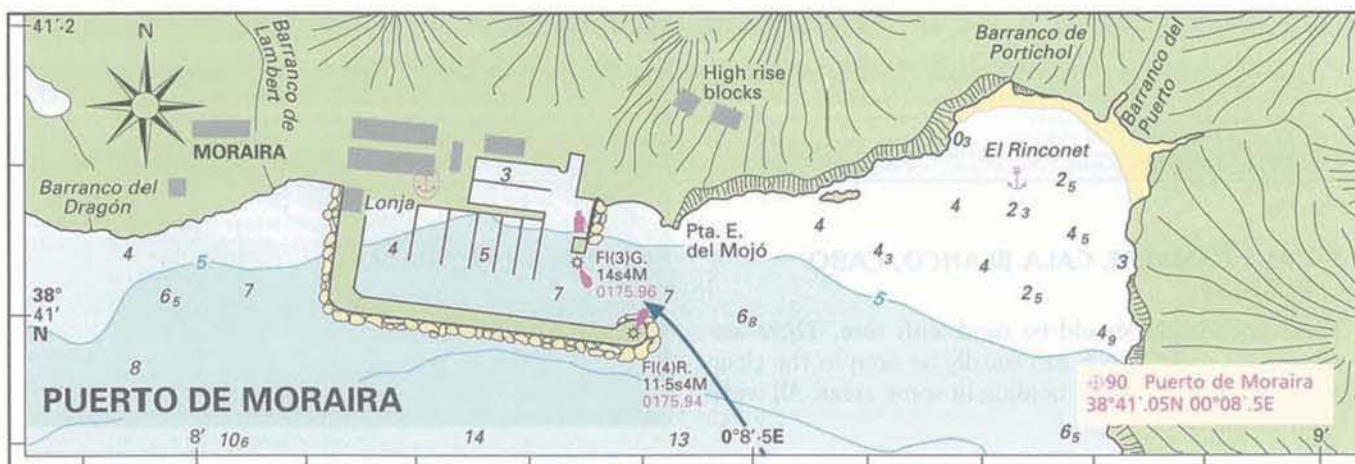 41'·2
N
Barranco de
Lambert
MORAIRA
Barranco del
Dragón
Lonja
High rise
blocks
Barranco de
Portichol
Barranco del
Puerto
El Rinconet
Pta. E.
del Mojó
Fl(3)G.
14s4M
0175.96
Fl(4)R.
11·5s4M
0175.94
3
4
5
7
7
4
5
6₅
7
8
6₈
0₃
2₅
2₃
4
4
4₃
4₅
4
3
2₅
5
4₉
6₅
38°
41'
N
PUERTO DE MORAIRA
90 Puerto de Moraira
38°41'.05N 00°08'.5E
8'
10₆
14
13
0°8'·5E
9'